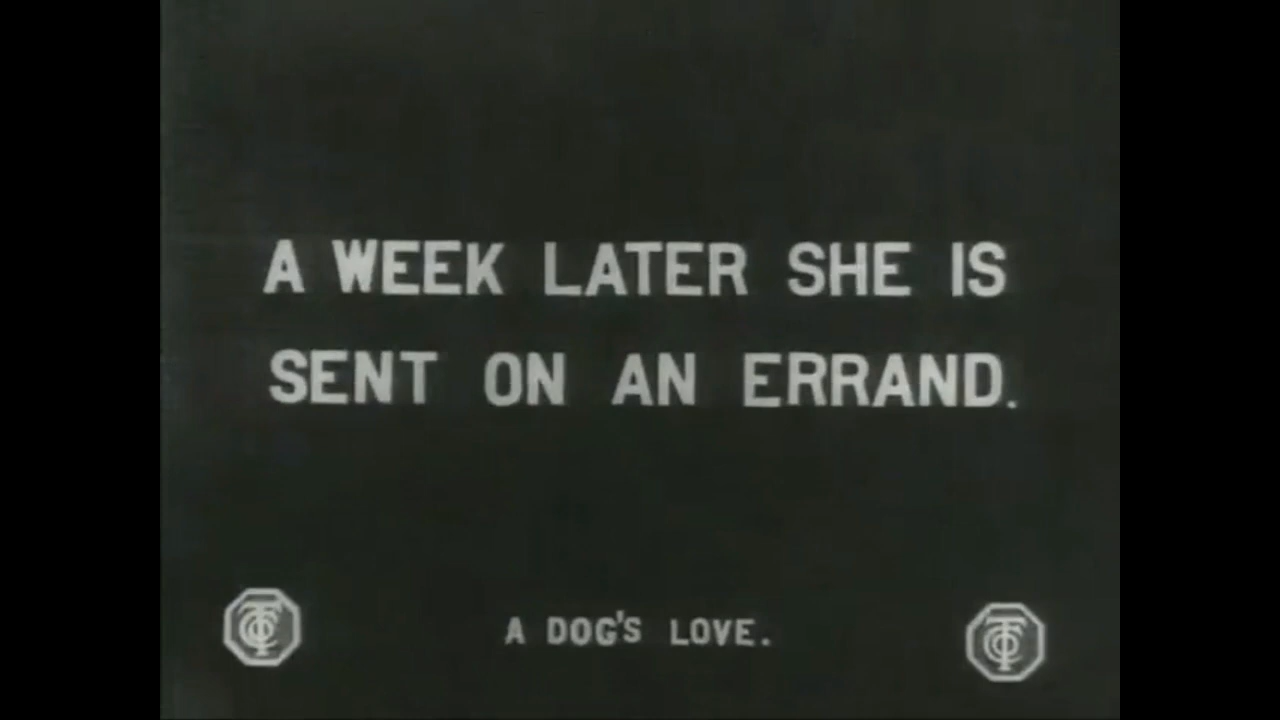 A WEEK LATER SHE IS
SENT ON AN ERRAND.
A DOG'S LOVE.